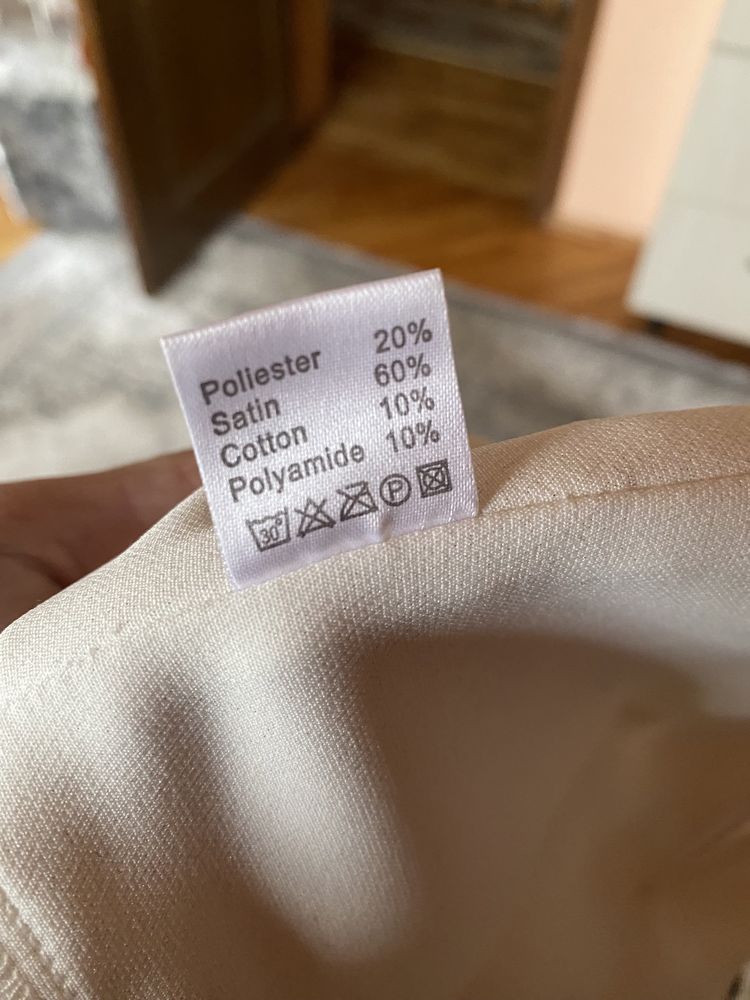 Poliester 20%
Satin 60%
Cotton 10%
Polyamide 10%
30° P